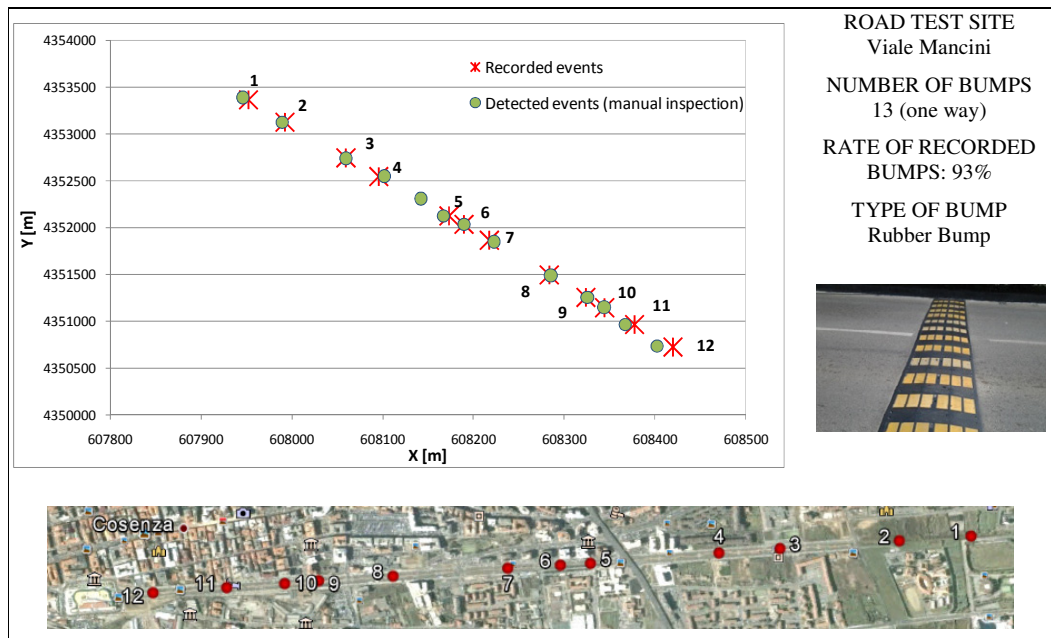 4354000
4353500
4353000
4352500
4352000
4351500
4351000
4350500
4350000
Y [m]
607800 607900 608000 608100 608200 608300 608400 608500
X [m]
Recorded events
Detected events (manual inspection)
1
2
3
4
5
6
7
8
9
10
11
12
ROAD TEST SITE
Viale Mancini
NUMBER OF BUMPS
13 (one way)
RATE OF RECORDED
BUMPS: 93%
TYPE OF BUMP
Rubber Bump
Cosenza
12 11 10 9 8 7 6 5 4 3 2 1